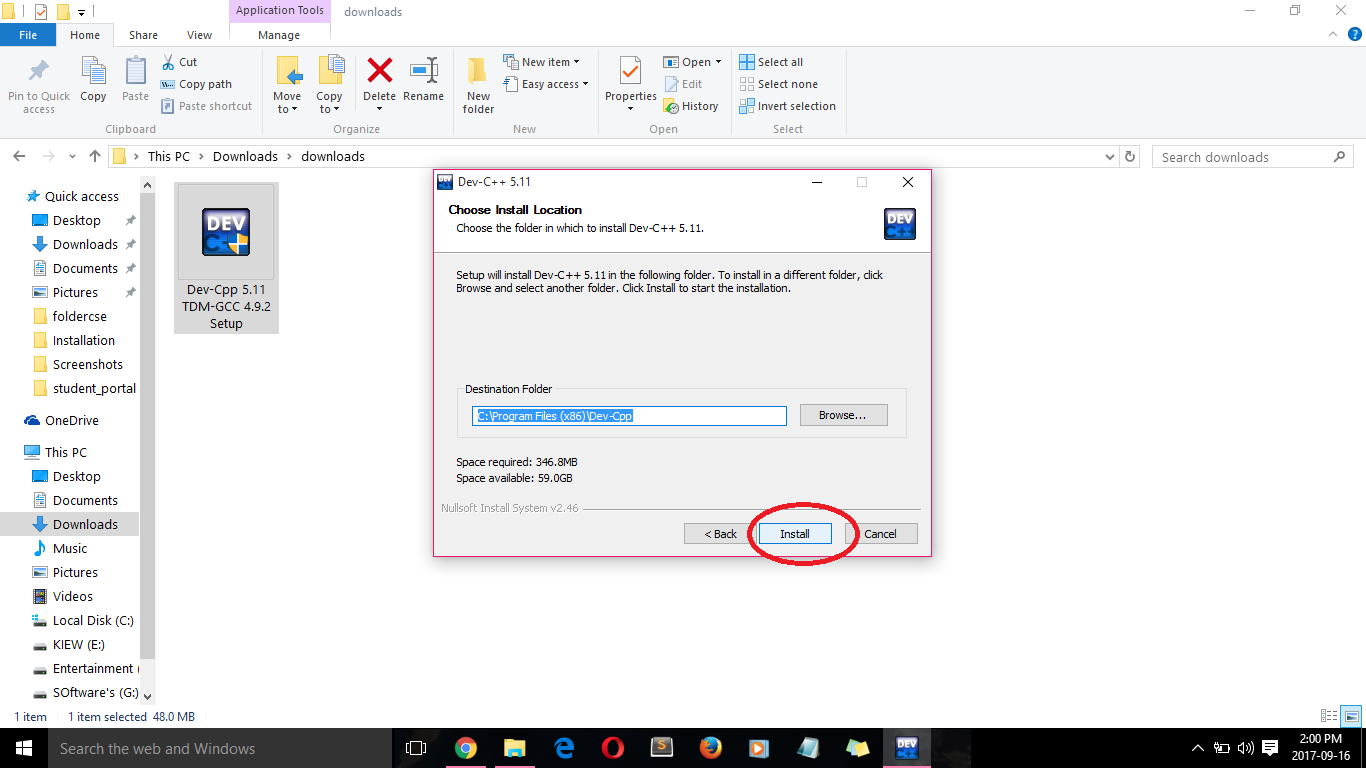 Application Tools
downloads
File
Home
Share
View
Manage
Pin to Quick
access
Copy
Paste
Cut
Copy path
Paste shortcut
Clipboard
Move
to
Copy
to
Delete
Rename
Organize
New
folder
New item
Easy access
New
Properties
Open
Edit
History
Open
Select all
Select none
Invert selection
Select
This PC
Downloads
downloads
Search downloads
Quick access
Desktop
Downloads
Documents
Pictures
foldercse
Installation
Screenshots
student_portal
OneDrive
This PC
Desktop
Documents
Downloads
Music
Pictures
Videos
Local Disk (C:)
KIEW (E:)
Entertainment (
SOftware's (G:)
DEV
C++
Dev-Cpp 5.11
TDM-GCC 4.9.2
Setup
DEV
C++
Dev-C++ 5.11
Choose Install Location
Choose the folder in which to install Dev-C++ 5.11.
DEV
C++
Setup will install Dev-C++ 5.11 in the following folder. To install in a different folder, click
Browse and select another folder. Click Install to start the installation.
Destination Folder
C:\Program Files (x86)\Dev-Cpp
Browse...
Space required: 346.8MB
Space available: 59.0GB
Nullsoft Install System v2.46
< Back
Install
Cancel
1 item
1 item selected 48.0 MB
Search the web and Windows
DEV
C++
2:00 PM
2017-09-16